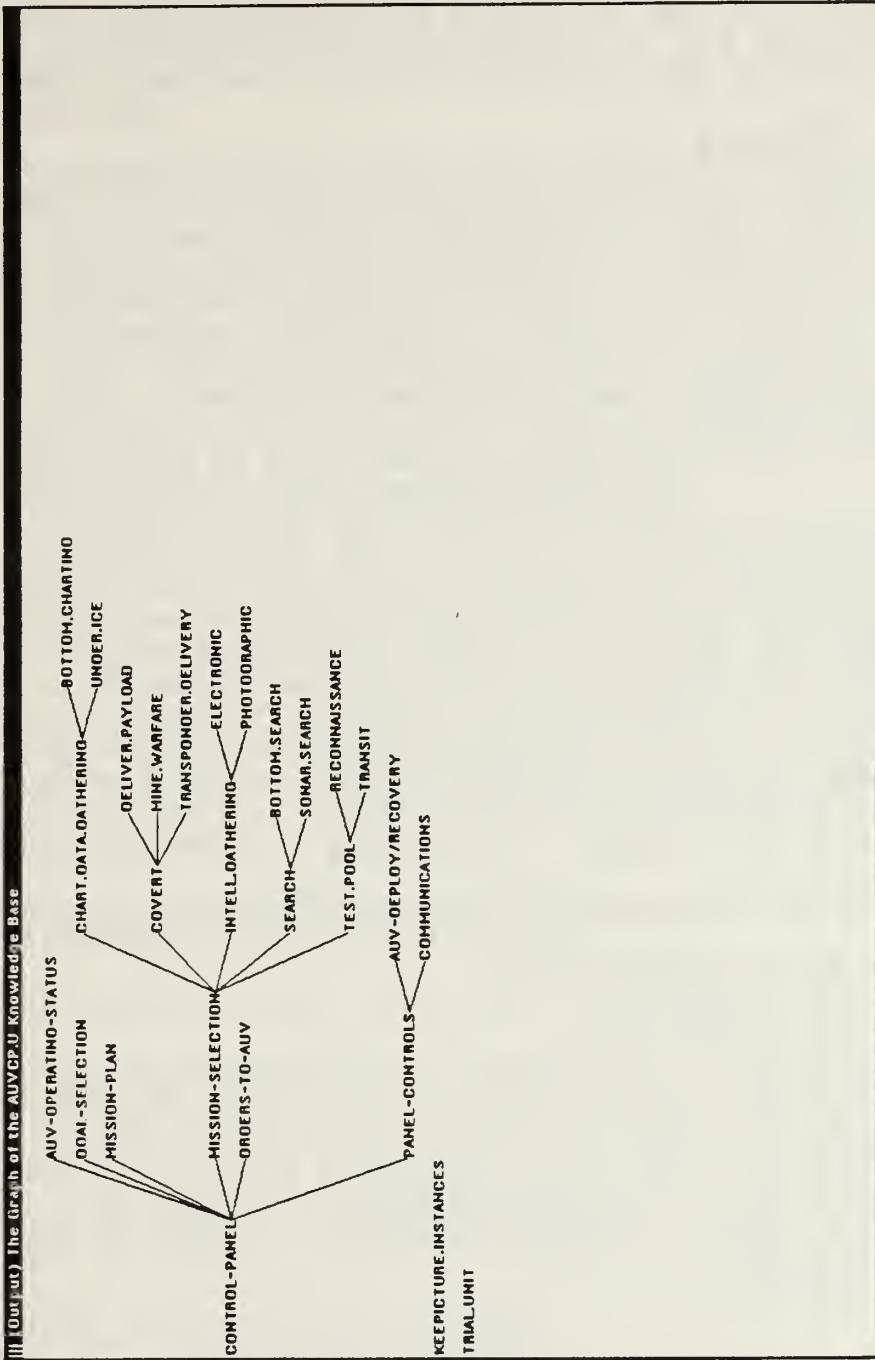 (Output) The Graph of the AUVCP.U Knowledge Base
AUV-OPERATING-STATUS
GOAL-SELECTION
MISSION-PLAN
CONTROL-PANEL
MISSION-SELECTION
ORDERS-TO-AUV
CHART.DATA.GATHERING
BOTTOM.CHARTING
UNDER.ICE
COVERT
DELIVER.PAYLOAD
MINE.WARFARE
TRANSPONDER.DELIVERY
INTELL.GATHERING
ELECTRONIC
PHOTOGRAPHIC
SEARCH
BOTTOM.SEARCH
SONAR.SEARCH
TEST.POOL
RECONNAISSANCE
TRANSIT
PANEL-CONTROLS
AUV-DEPLOY/RECOVERY
COMMUNICATIONS
KEEPICTURE.INSTANCES
TRIAL.UNIT